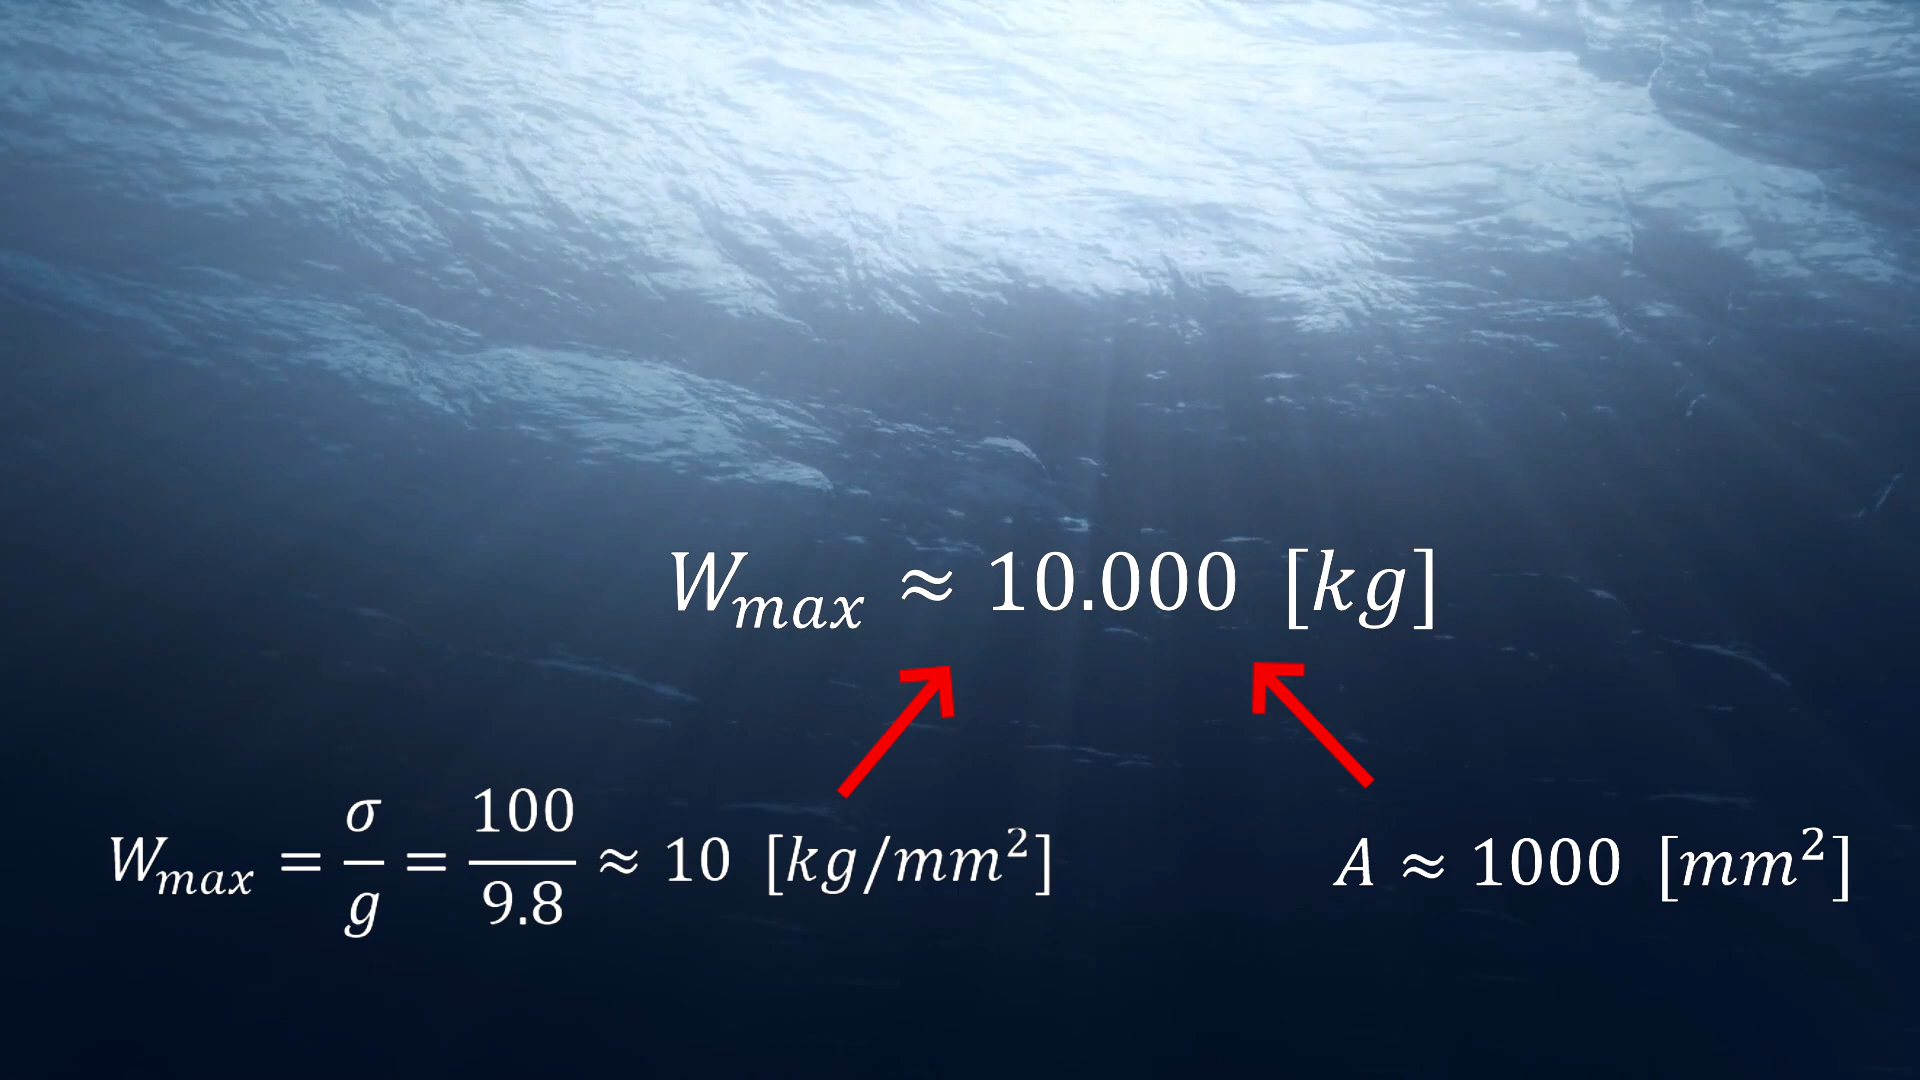 W_max ≈ 10.000 [kg]
W_max = σ/g = 100/9.8 ≈ 10 [kg/mm²]
A ≈ 1000 [mm²]